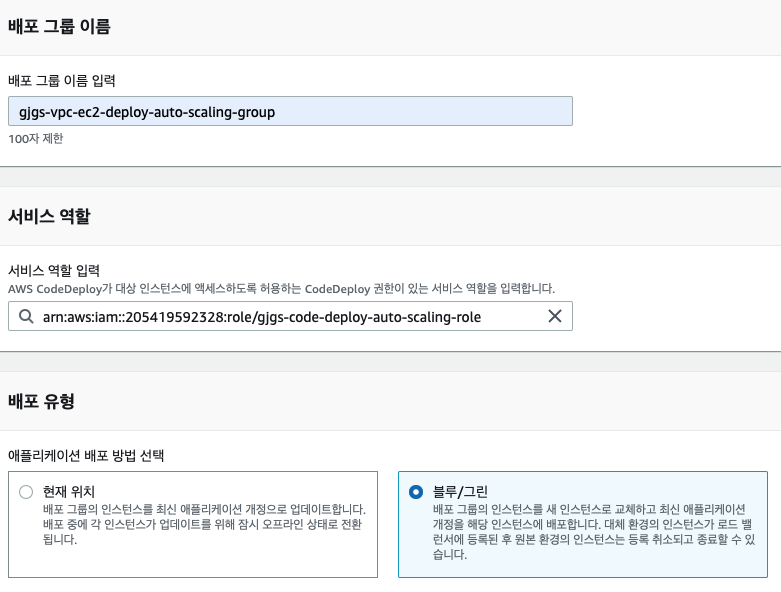 배포 그룹 이름
배포 그룹 이름 입력
gjgs-vpc-ec2-deploy-auto-scaling-group
100자 제한
서비스 역할
서비스 역할 입력
AWS CodeDeploy가 대상 인스턴스에 액세스하도록 허용하는 CodeDeploy 권한이 있는 서비스 역할을 입력합니다.
arn:aws:iam::205419592328:role/gjgs-code-deploy-auto-scaling-role
배포 유형
애플리케이션 배포 방법 선택
현재 위치
배포 그룹의 인스턴스를 최신 애플리케이션 개정으로 업데이트합니다.
배포 중에 각 인스턴스가 업데이트를 위해 잠시 오프라인 상태로 전환
됩니다.
블루/그린
배포 그룹의 인스턴스를 새 인스턴스로 교체하고 최신 애플리케이션
개정을 해당 인스턴스에 배포합니다. 대체 환경의 인스턴스가 로드 밸
런서에 등록된 후 원본 환경의 인스턴스는 등록 취소되고 종료할 수 있
습니다.